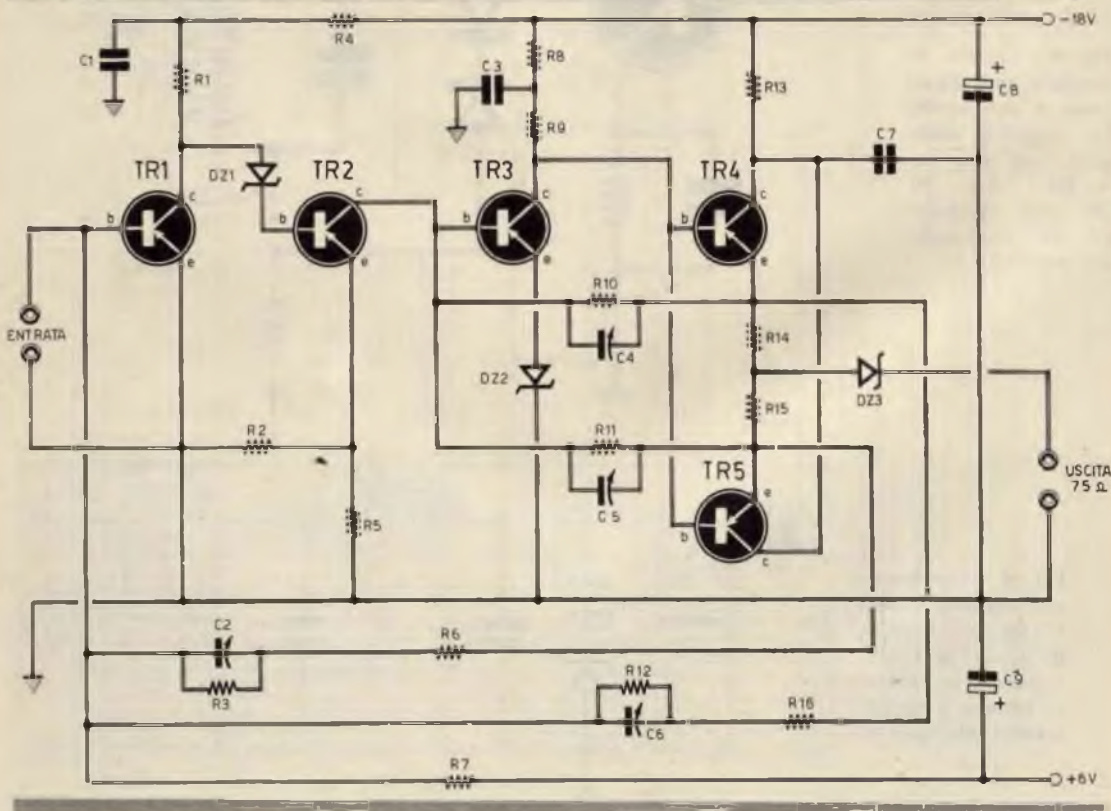 -18V
R4
C1
R1
R8
C3
R9
R13
+
C8
C7
TR1
DZ1
TR2
TR3
TR4
c
b
e
c
b
e
c
b
e
c
b
e
ENTRATA
R10
C4
R14
DZ2
R15
DZ3
R2
R11
C5
TR5
e
b
c
R5
USCITA
75 Ω
C2
R6
R3
R12
C6
R16
C9
+
R7
+6V